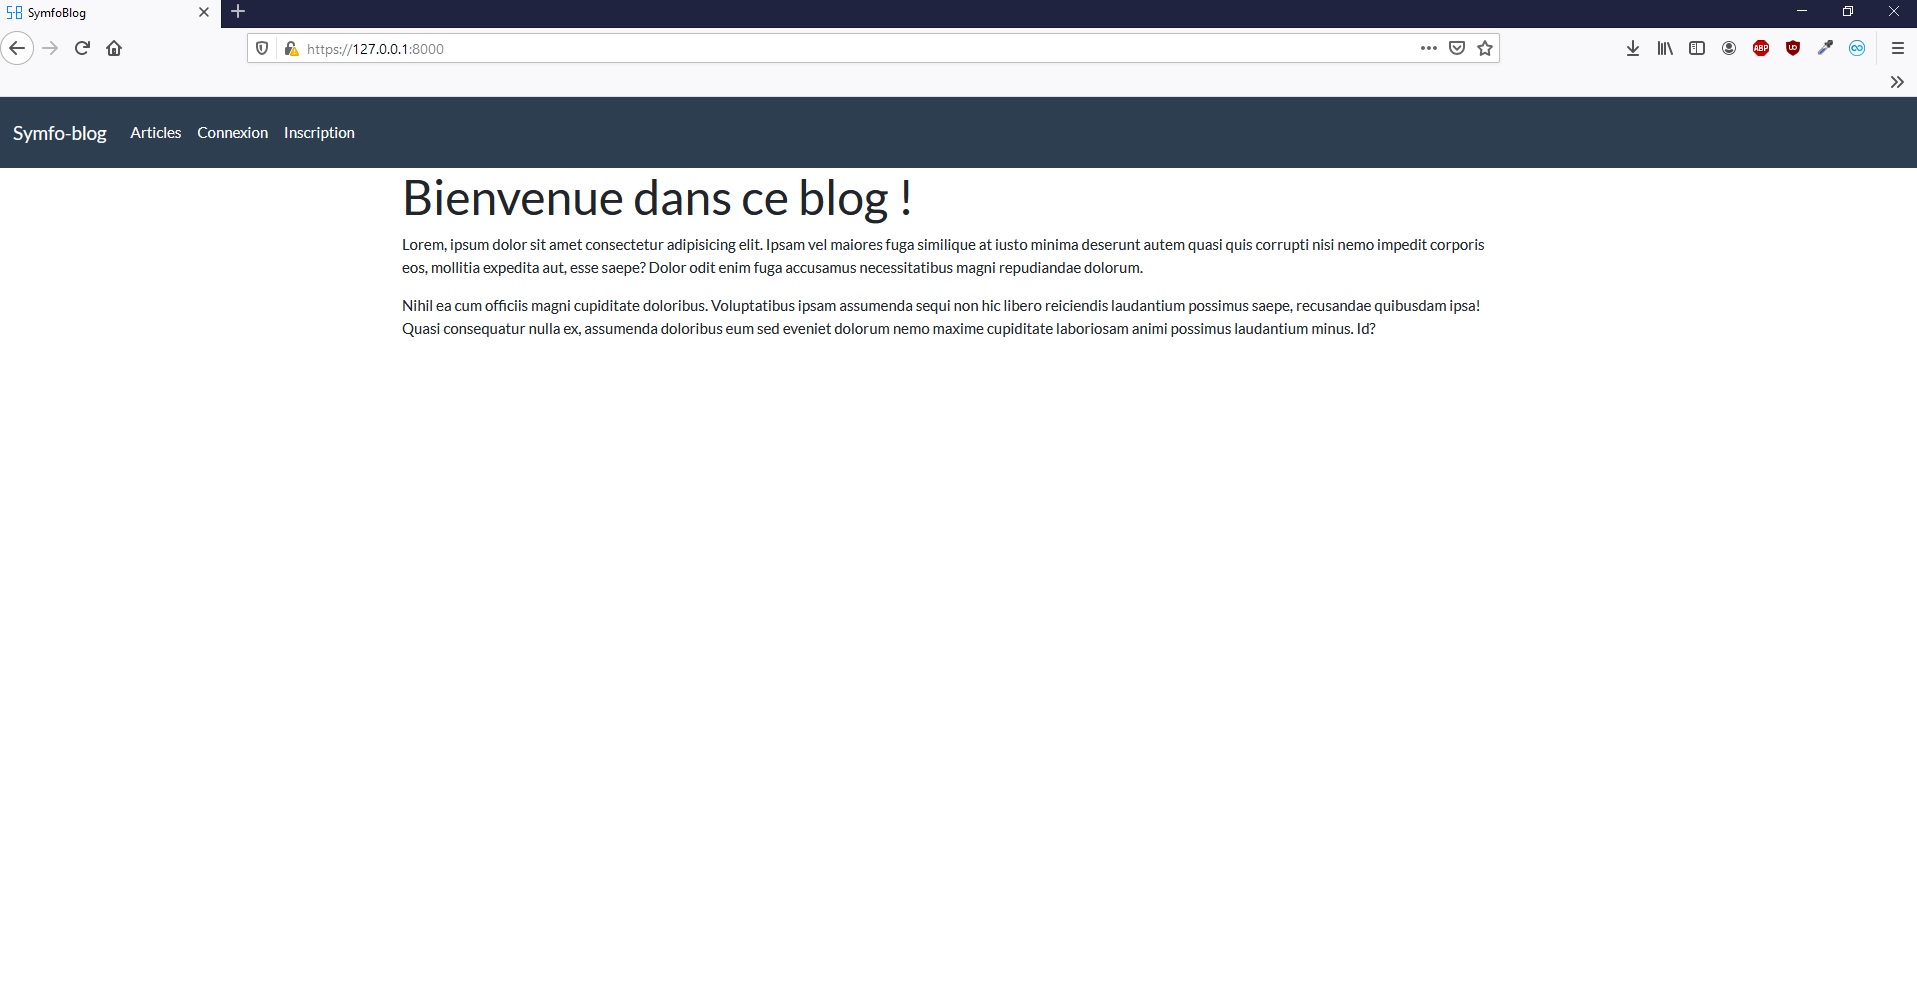 SymfoBlog
https://127.0.0.1:8000
Symfo-blog Articles Connexion Inscription
Bienvenue dans ce blog !
Lorem, ipsum dolor sit amet consectetur adipisicing elit. Ipsam vel maiores fuga similique at iusto minima deserunt autem quasi quis corrupti nisi nemo impedit corporis
eos, mollitia expedita aut, esse saepe? Dolor odit enim fuga accusamus necessitatibus magni repudiandae dolorum.
Nihil ea cum officiis magni cupiditate doloribus. Voluptatibus ipsam assumenda sequi non hic libero reiciendis laudantium possimus saepe, recusandae quibusdam ipsa!
Quasi consequatur nulla ex, assumenda doloribus eum sed eveniet dolorum nemo maxime cupiditate laboriosam animi possimus laudantium minus. Id?